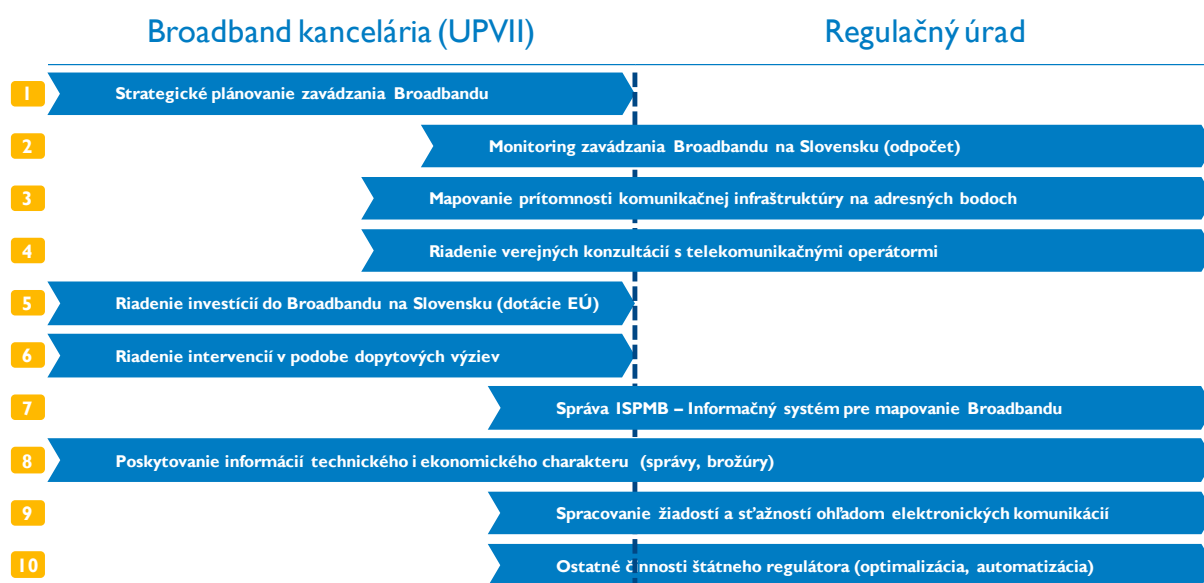 Broadband kancelária (UPVII)
Regulačný úrad
1
Strategické plánovanie zavádzania Broadbandu
2
Monitoring zavádzania Broadbandu na Slovensku (odpočet)
3
Mapovanie prítomnosti komunikačnej infraštruktúry na adresných bodoch
4
Riadenie verejných konzultácií s telekomunikačnými operátormi
5
Riadenie investícií do Broadbandu na Slovensku (dotácie EÚ)
6
Riadenie intervencií v podobe dopytových výziev
7
Správa ISPMB – Informačný systém pre mapovanie Broadbandu
8
Poskytovanie informácií technického i ekonomického charakteru (správy, brožúry)
9
Spracovanie žiadostí a sťažností ohľadom elektronických komunikácií
10
Ostatné činnosti štátneho regulátora (optimalizácia, automatizácia)